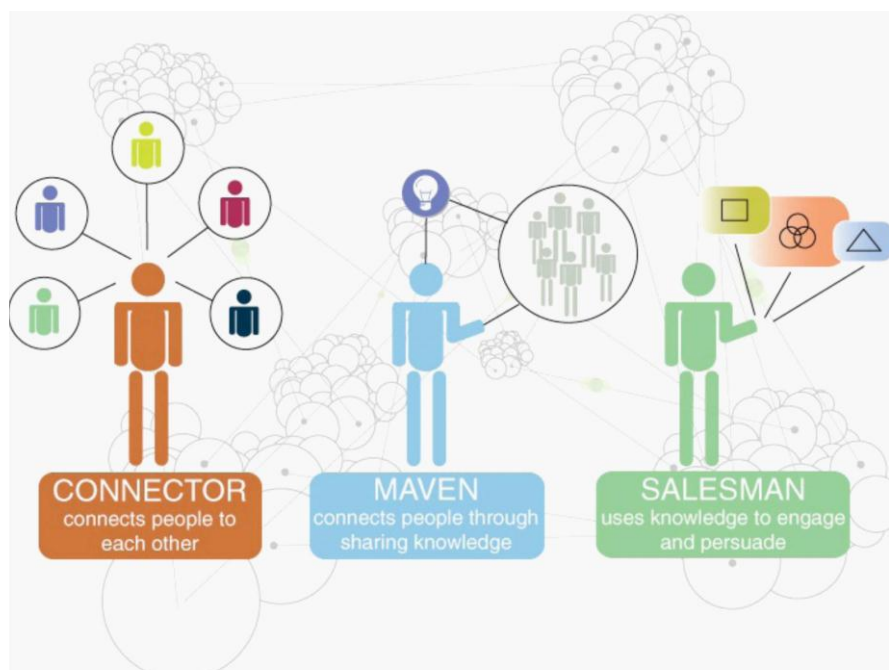 CONNECTOR
connects people to
each other
MAVEN
connects people through
sharing knowledge
SALESMAN
uses knowledge to engage
and persuade